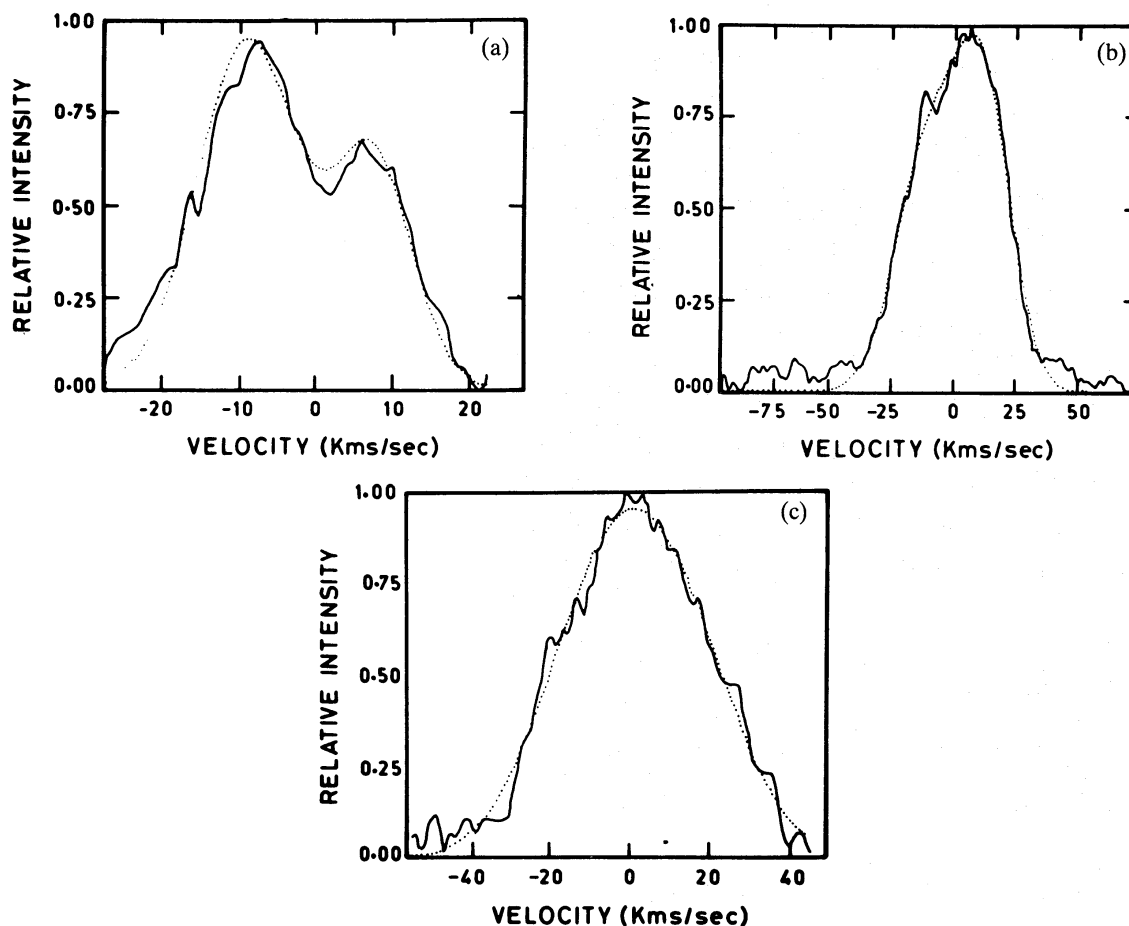 (a)
RELATIVE INTENSITY
1.00
0.75
0.50
0.25
0.00
-20 -10 0 10 20
VELOCITY (Kms/sec)
(b)
RELATIVE INTENSITY
1.00
0.75
0.50
0.25
0.00
-75 -50 -25 0 25 50
VELOCITY (Kms/sec)
(c)
RELATIVE INTENSITY
1.00
0.75
0.50
0.25
0.00
-40 -20 0 20 40
VELOCITY (Kms/sec)